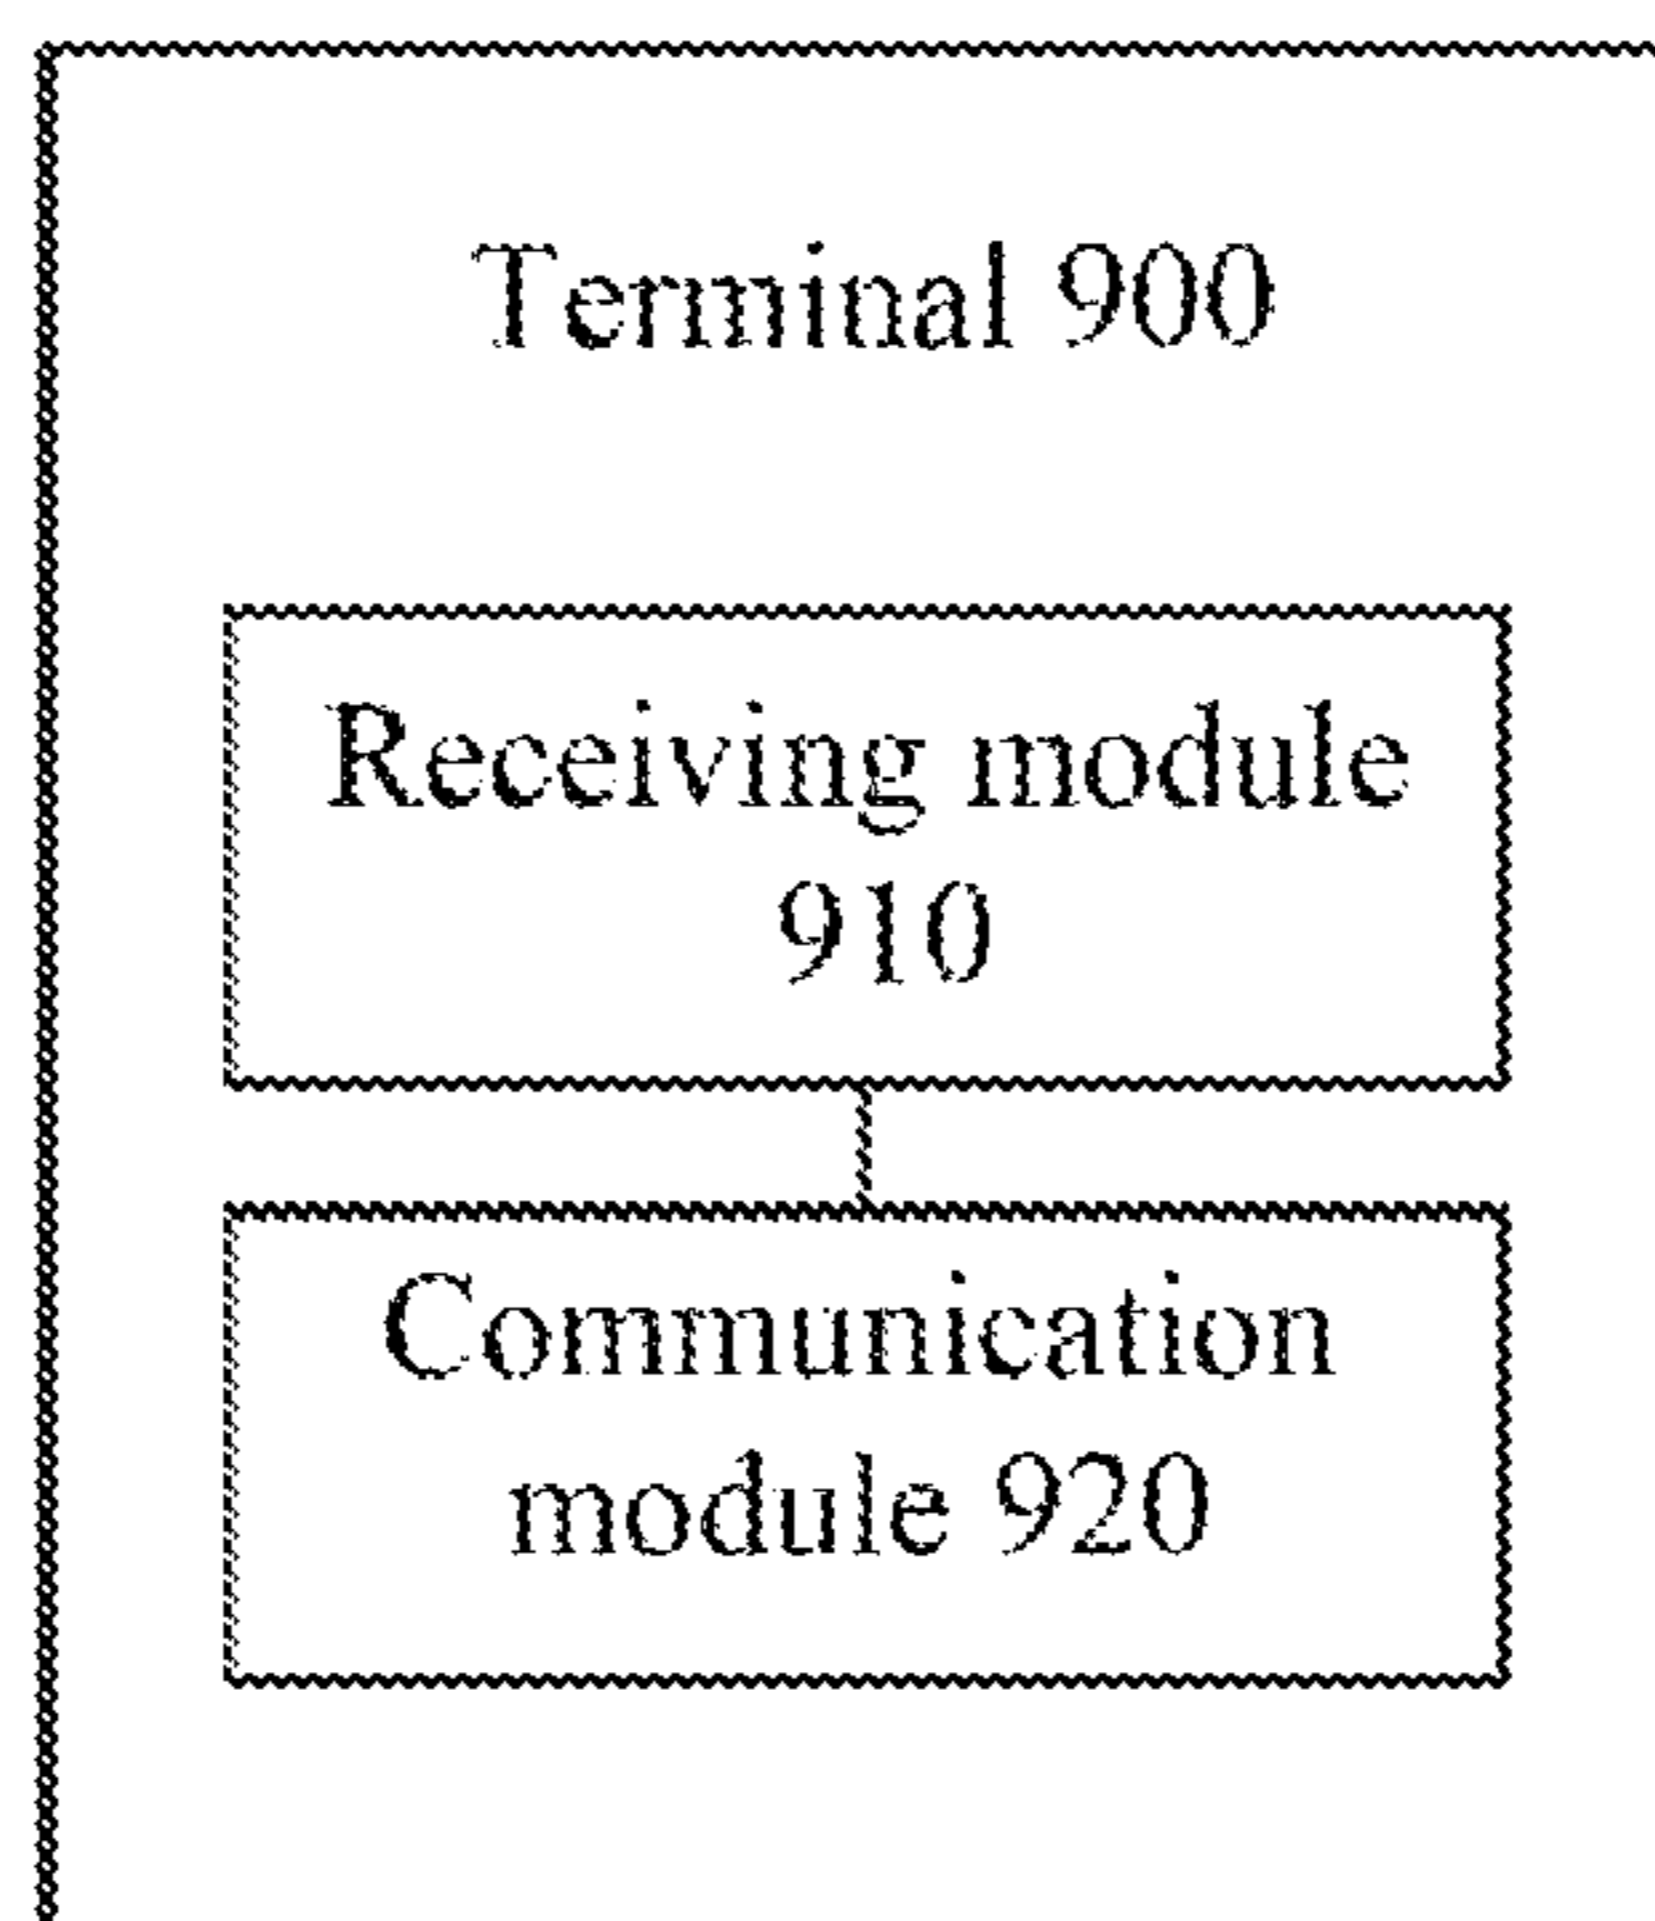 Terminal 900
Receiving module
910
Communication
module 920